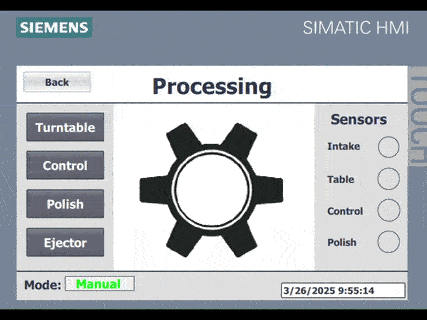 SIEMENS
SIMATIC HMI
TOUCH
Back
Processing
Turntable
Control
Polish
Ejector
Sensors
Intake
Table
Control
Polish
Mode: Manual
3/26/2025 9:55:14